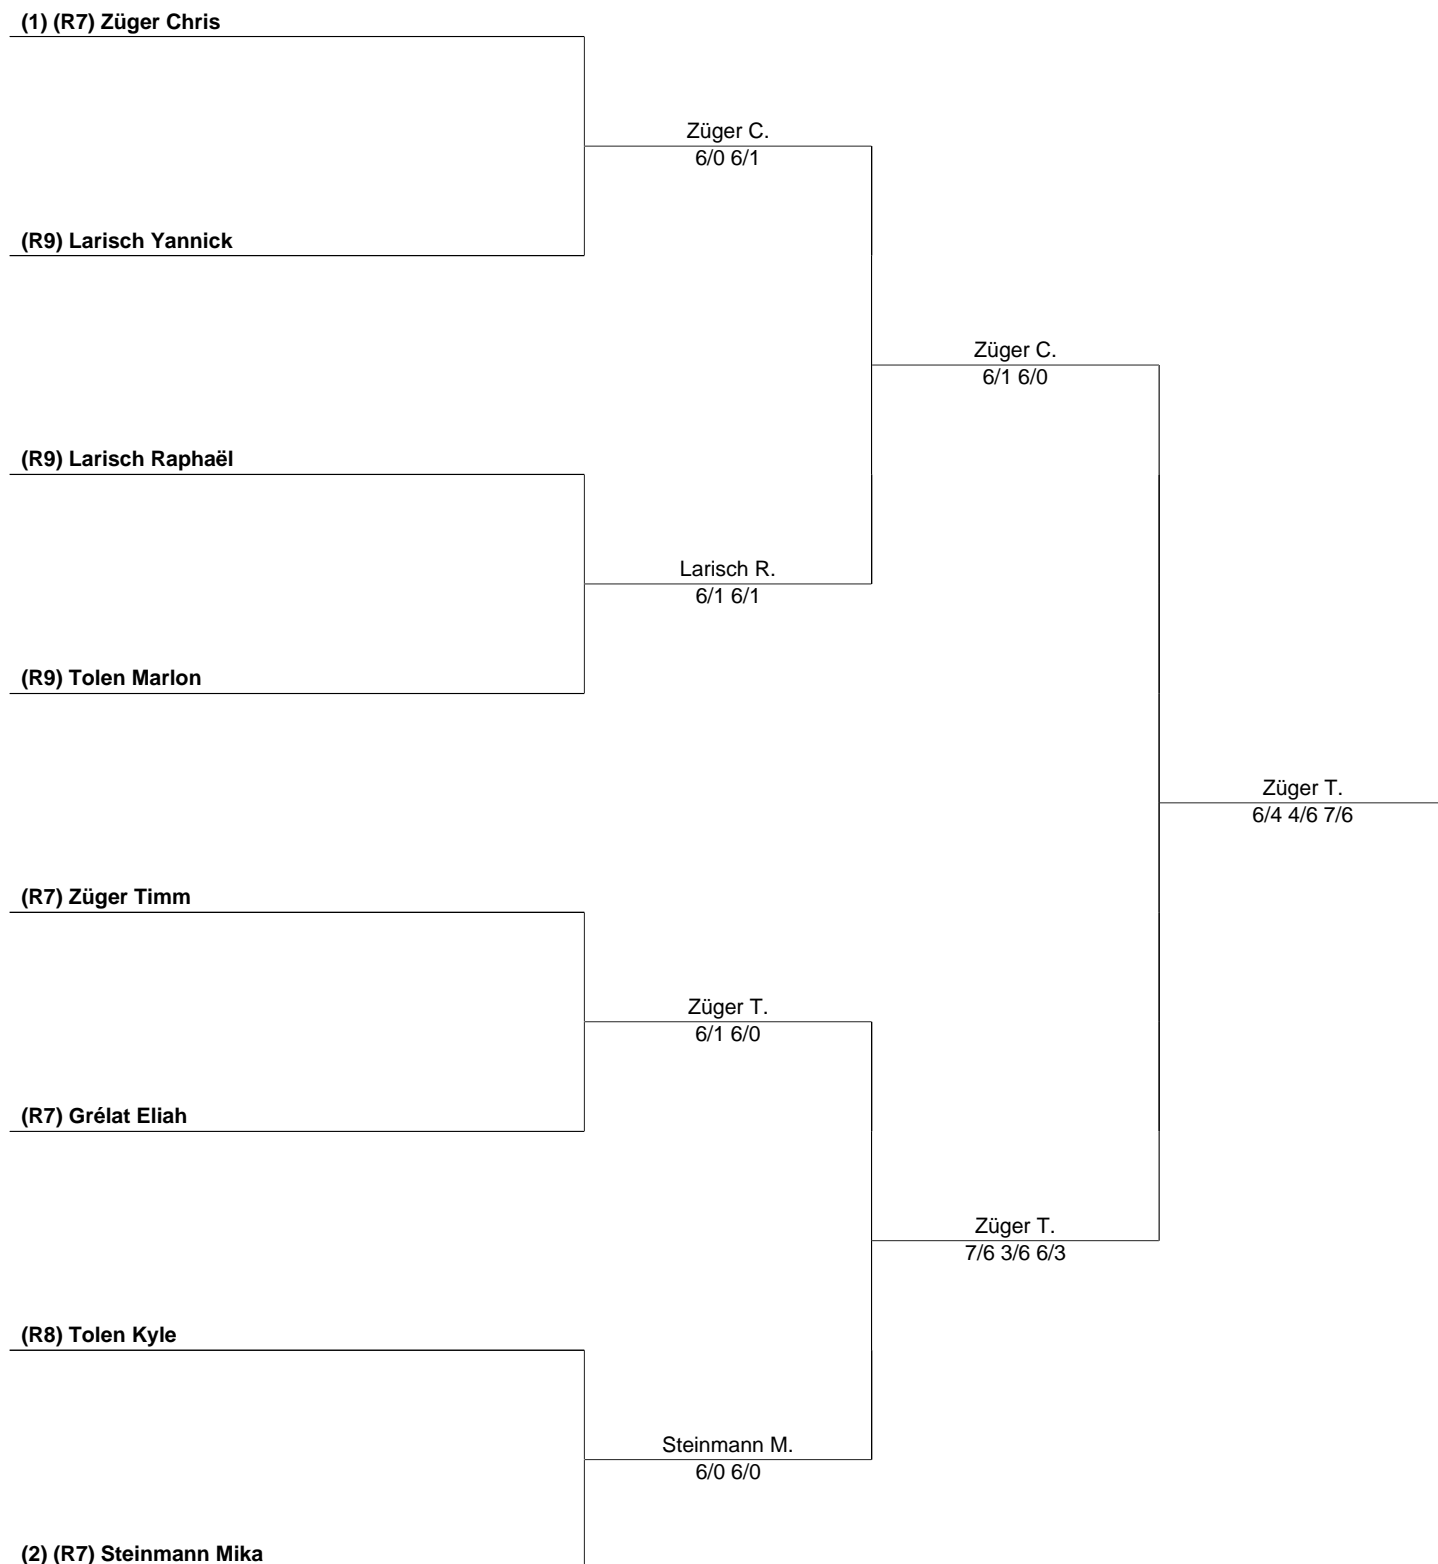 (1) (R7) Züger Chris
Züger C.
6/0 6/1
(R9) Larisch Yannick
Züger C.
6/1 6/0
(R9) Larisch Raphaël
Larisch R.
6/1 6/1
(R9) Tolen Marlon
Züger T.
6/4 4/6 7/6
(R7) Züger Timm
Züger T.
6/1 6/0
(R7) Grélat Eliah
Züger T.
7/6 3/6 6/3
(R8) Tolen Kyle
Steinmann M.
6/0 6/0
(2) (R7) Steinmann Mika